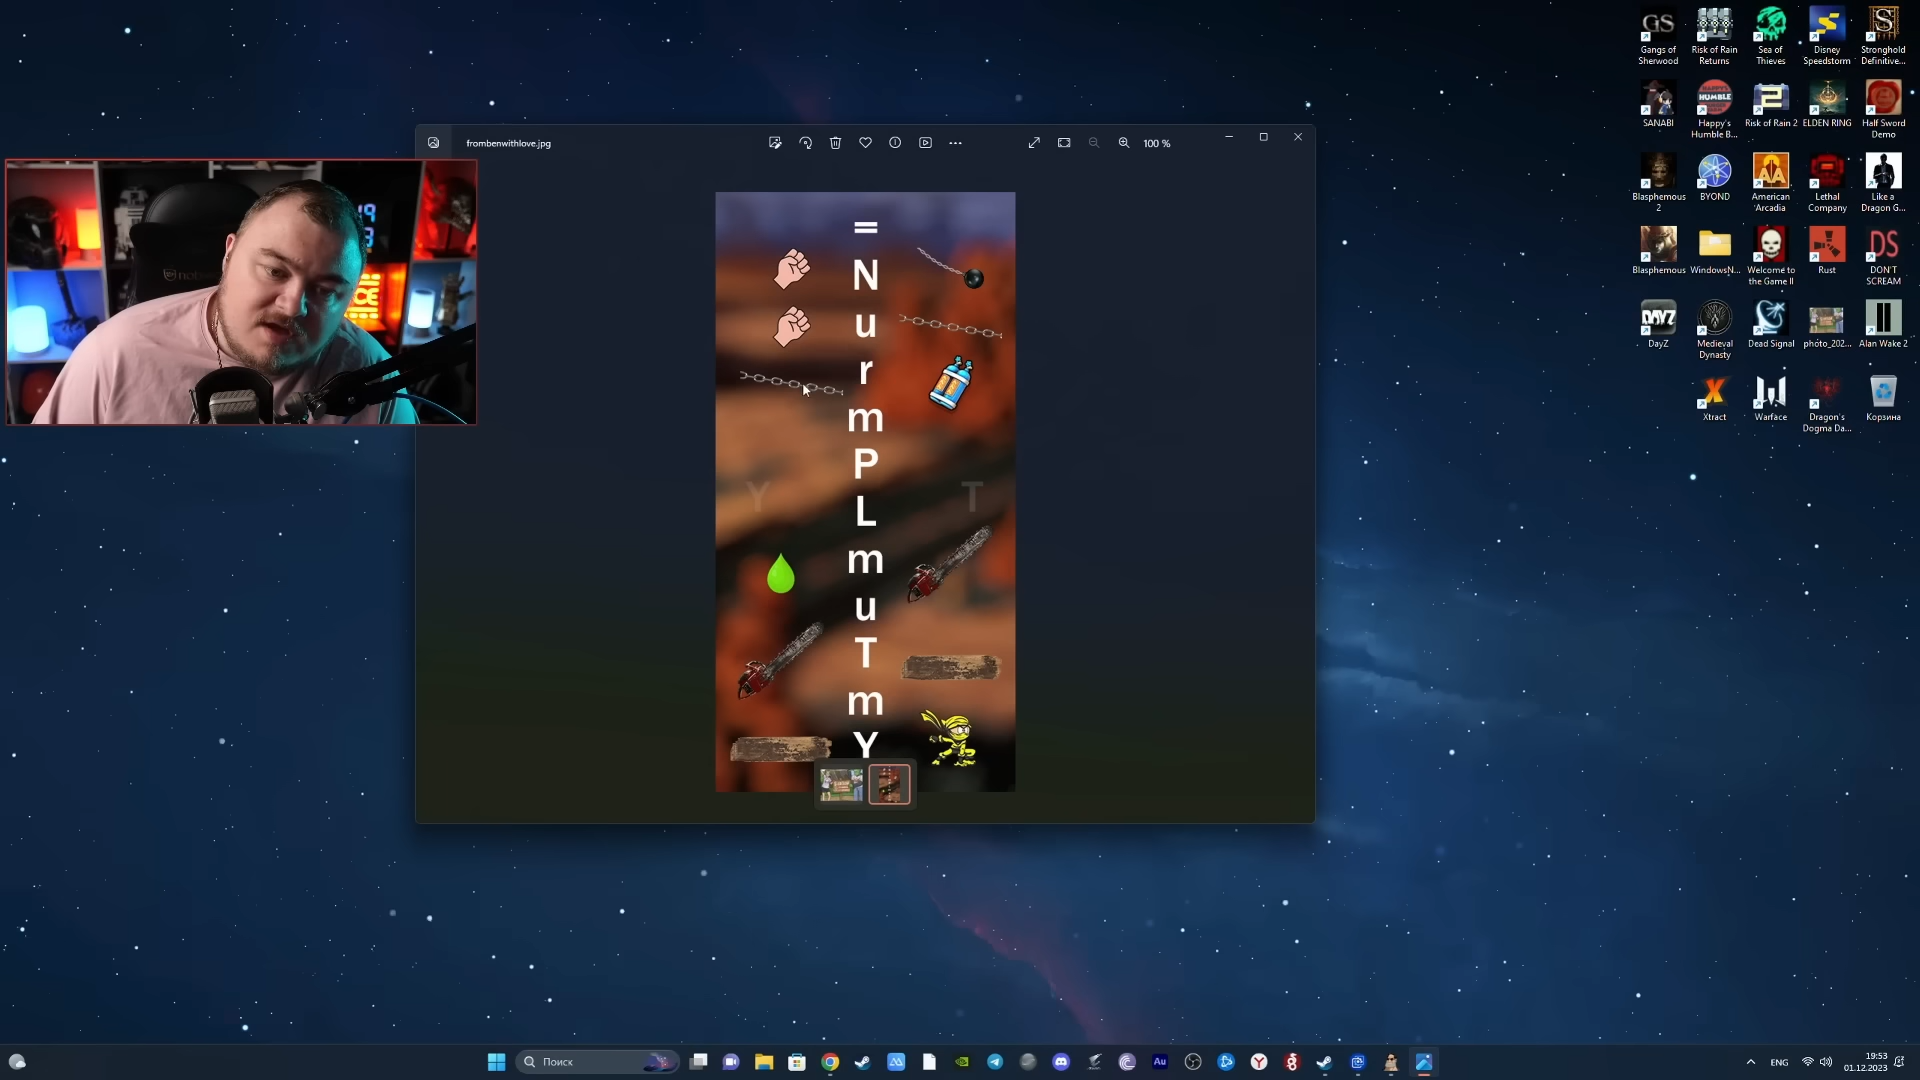 GS
Gangs of Sherwood
Risk of Rain Returns
Sea of Thieves
Disney Speedstorm
Stronghold Definitive...
SANABI
HUMBLE
Happy's Humble B...
Risk of Rain 2
ELDEN RING
Half Sword Demo
Blasphemous 2
BYOND
AA
American Arcadia
Lethal Company
Like a Dragon G...
Blasphemous
WindowsN...
Welcome to the Game II
Rust
DS
DON'T SCREAM
DAYZ
DayZ
Medieval Dynasty
Dead Signal
photo_202...
Alan Wake 2
Xtract
Warface
Dragon's Dogma Da...
Корзина
frombenwithlove.jpg
100 %
=
N
u
r
m
P
Y
T
L
m
u
T
m
Y
Поиск
Au
ENG
19:53
01.12.2023